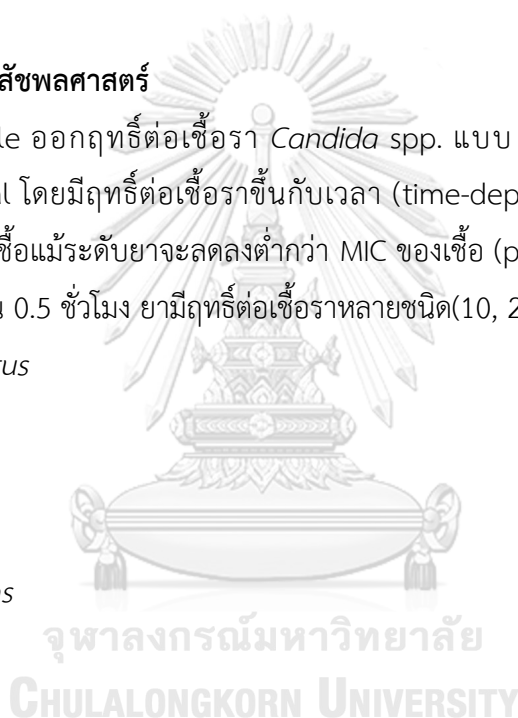 สัชพลศาสตร์
le ออกฤทธิ์ต่อเชื้อรา Candida spp. แบบ
al โดยมีฤทธิ์ต่อเชื้อราขึ้นกับเวลา (time-dep
ชื้อแม้ระดับยาจะลดลงต่ำกว่า MIC ของเชื้อ (p
น 0.5 ชั่วโมง ยามีฤทธิ์ต่อเชื้อราหลายชนิด(10, 2
tus
ns
จุฬาลงกรณ์มหาวิทยาลัย
CHULALONGKORN UNIVERSITY